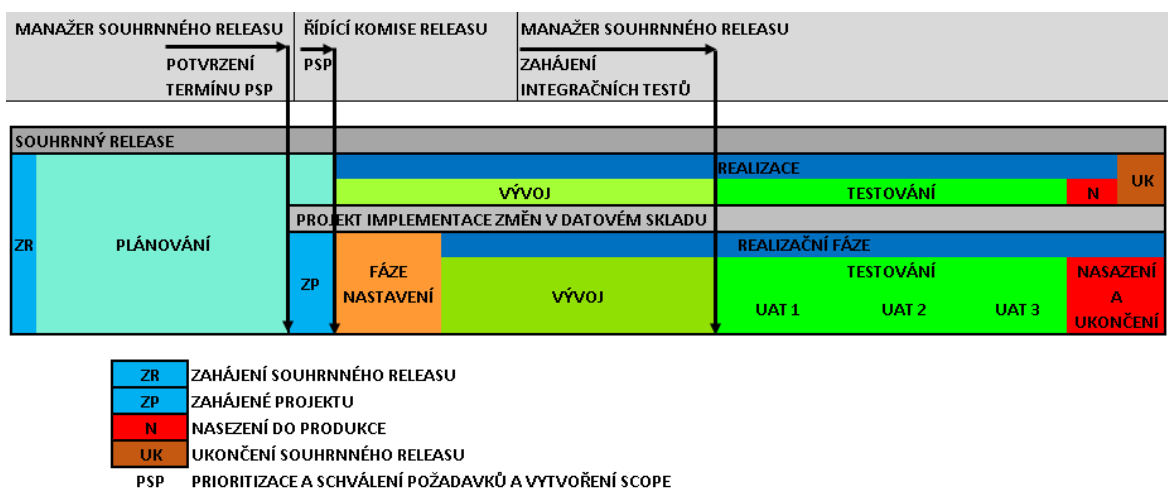 MANAŽER SOUHRNNÉHO RELEASU
ŘÍDÍCÍ KOMISE RELEASU
MANAŽER SOUHRNNÉHO RELEASU
POTVRZENÍ
TERMÍNU PSP
PSP
ZAHÁJENÍ
INTEGRAČNÍCH TESTŮ
SOUHRNNÝ RELEASE
ZR
PLÁNOVÁNÍ
REALIZACE
VÝVOJ
TESTOVÁNÍ
N
UK
PROJEKT IMPLEMENTACE ZMĚN V DATOVÉM SKLADU
ZP
FÁZE
NASTAVENÍ
REALIZAČNÍ FÁZE
VÝVOJ
TESTOVÁNÍ
UAT 1
UAT 2
UAT 3
NASAZENÍ
A
UKONČENÍ
ZR ZAHÁJENÍ SOUHRNNÉHO RELEASU
ZP ZAHÁJENÉ PROJEKTU
N NASEZENÍ DO PRODUKCE
UK UKONČENÍ SOUHRNNÉHO RELEASU
PSP PRIORITIZACE A SCHVÁLENÍ POŽADAVKŮ A VYTVOŘENÍ SCOPE